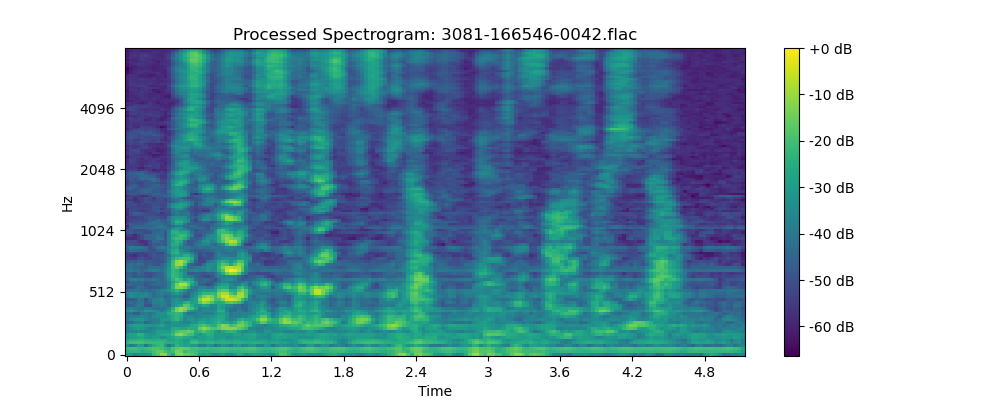 Processed Spectrogram: 3081-166546-0042.flac
Hz
4096
2048
1024
512
0
0 0.6 1.2 1.8 2.4 3 3.6 4.2 4.8
Time
+0 dB
-10 dB
-20 dB
-30 dB
-40 dB
-50 dB
-60 dB